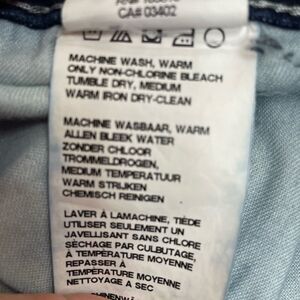 CA# 03402
MACHINE WASH, WARM
ONLY NON-CHLORINE BLEACH
TUMBLE DRY, MEDIUM
WARM IRON DRY-CLEAN
MACHINE WASBAAR, WARM
ALLEN BLEEK WATER
ZONDER CHLOOR
TROMMELDROGEN,
MEDIUM TEMPERATUUR
WARM STRIJKEN
CHEMISCH REINIGEN
LAVER À LAMACHINE, TIÈDE
UTILISER SEULEMENT UN
JAVELLISANT SANS CHLORE
SÉCHAGE PAR CULBUTAGE,
À TEMPÉRATURE MOYENNE
REPASSER À
TEMPÉRATURE MOYENNE
NETTOYAGE A SEC